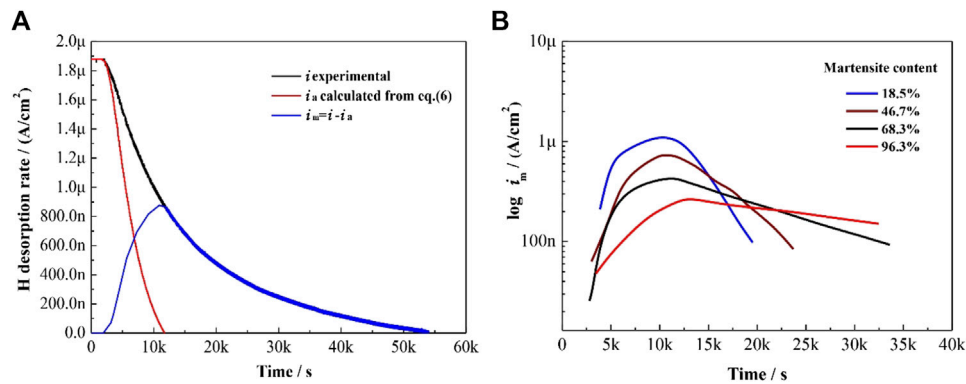 A
H desorption rate / (A/cm²)
2.0μ
1.8μ
1.6μ
1.4μ
1.2μ
1.0μ
800.0n
600.0n
400.0n
200.0n
0.0
i experimental
i a calculated from eq.(6)
i m=i -i a
0 10k 20k 30k 40k 50k 60k
Time / s
B
log i m / (A/cm²)
10μ
1μ
100n
Martensite content
18.5%
46.7%
68.3%
96.3%
0 5k 10k 15k 20k 25k 30k 35k 40k
Time / s